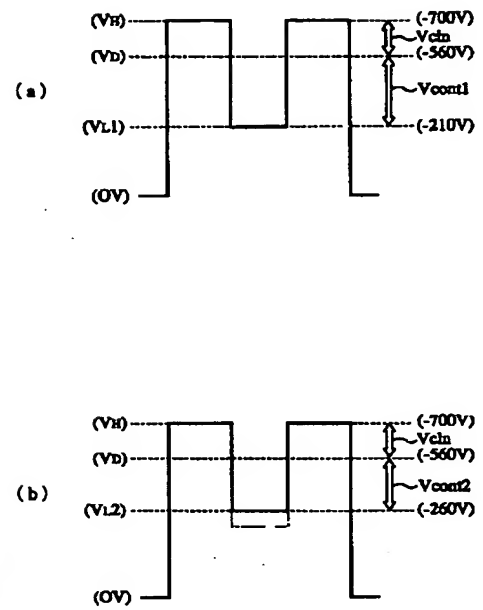 (a)
(VH) (-700V)
Vcln
(VD) (-560V)
Vcont1
(VL1) (-210V)
(0V)
(b)
(VH) (-700V)
Vcln
(VD) (-560V)
Vcont2
(VL2) (-260V)
(0V)